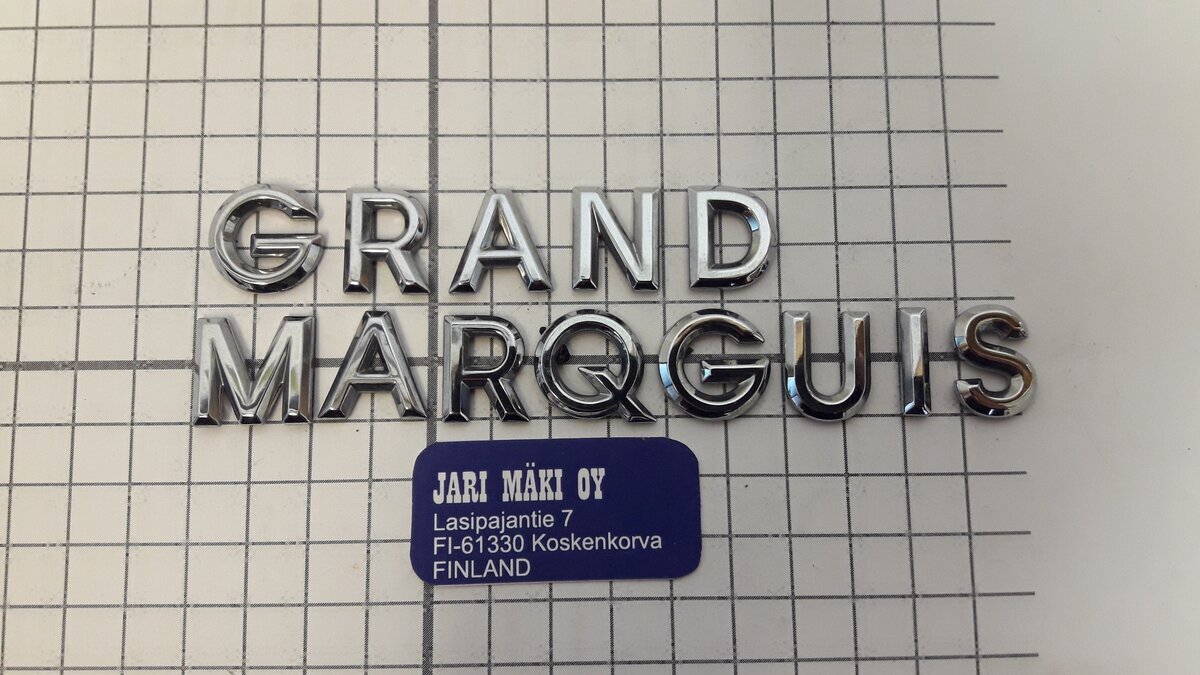 GRAND
MARQGUIS
JARI MÄKI OY
Lasipajantie 7
FI-61330 Koskenkorva
FINLAND